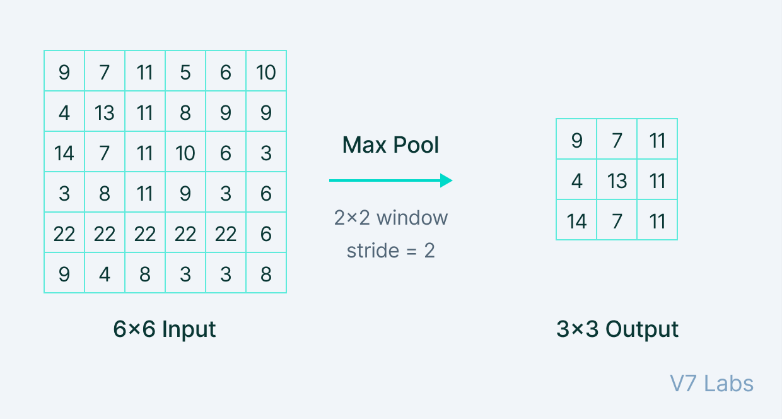 9 7 11 5 6 10
4 13 11 8 9 9
14 7 11 10 6 3
3 8 11 9 3 6
22 22 22 22 22 6
9 4 8 3 3 8
6×6 Input
Max Pool
2×2 window
stride = 2
9 7 11
4 13 11
14 7 11
3×3 Output
V7 Labs